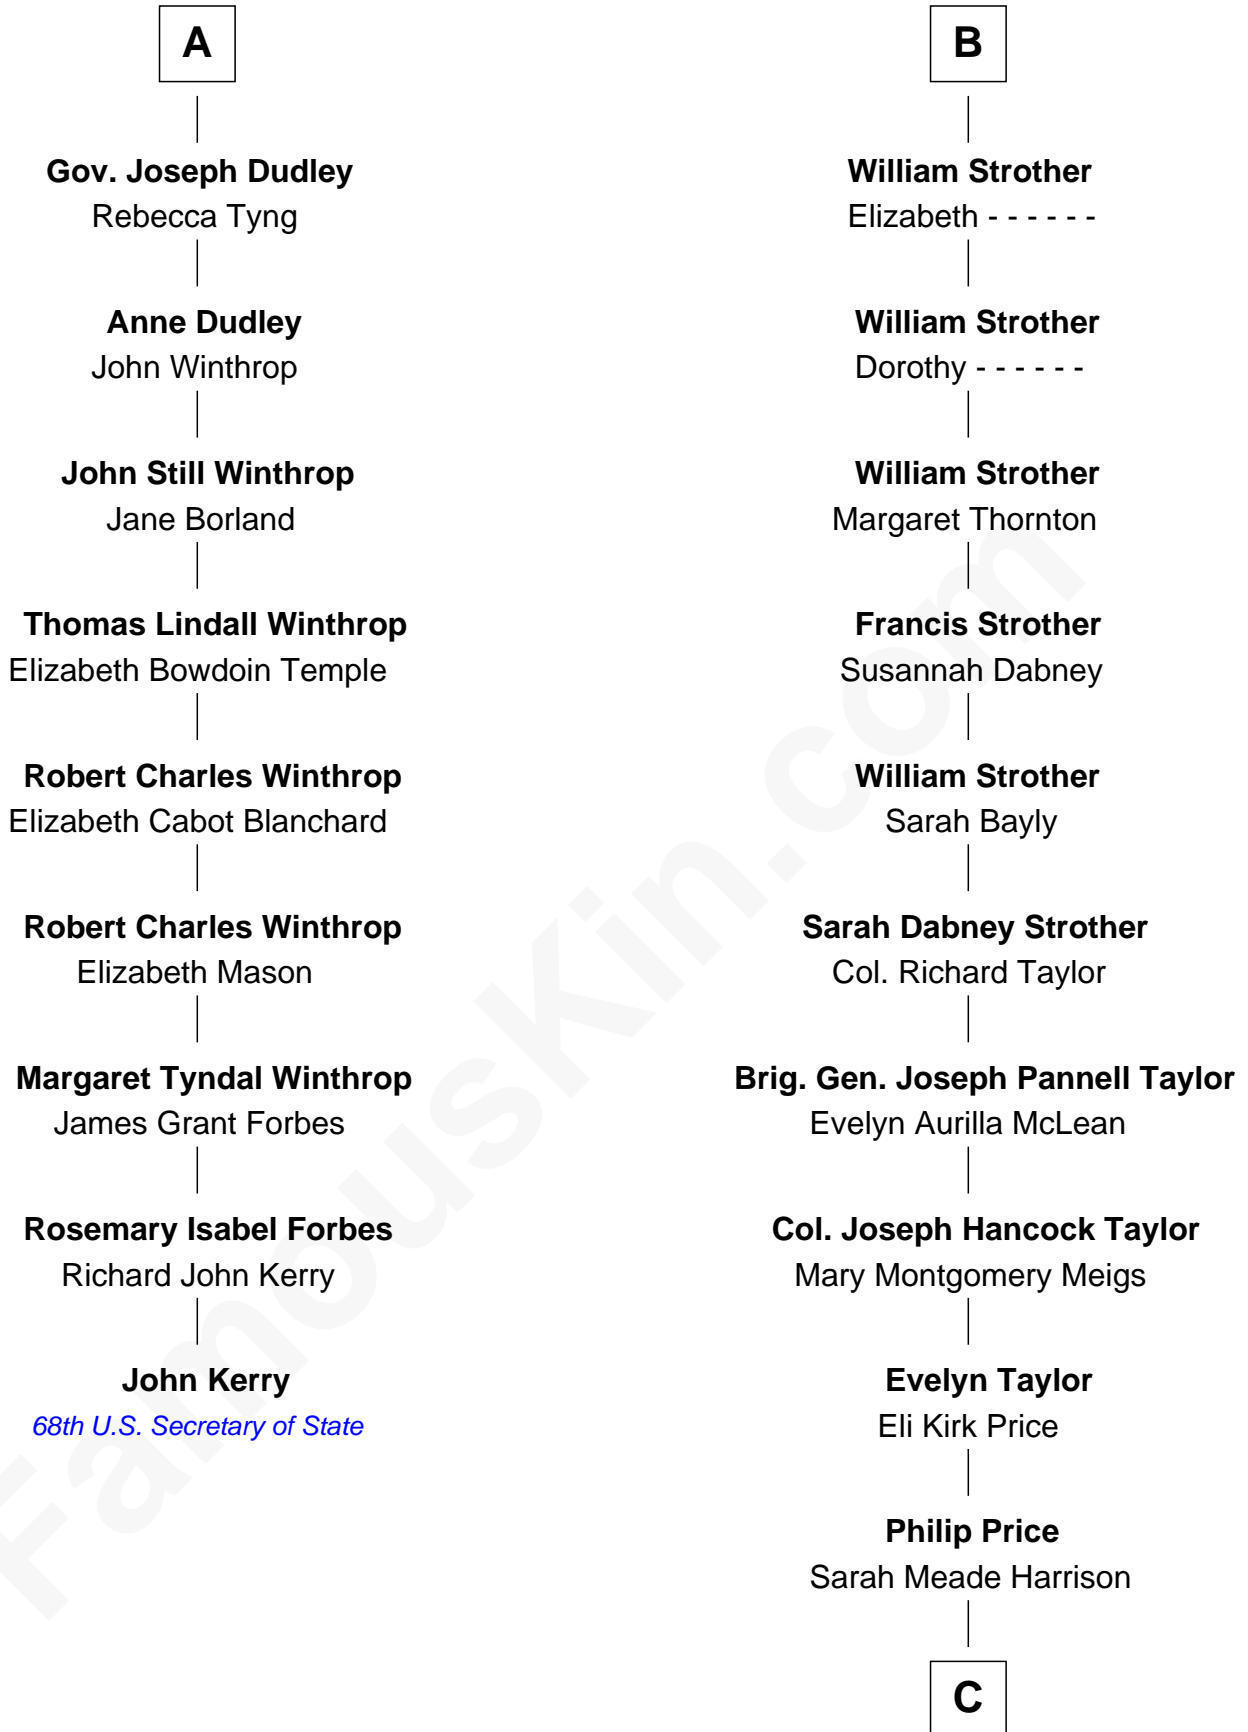 A
Gov. Joseph Dudley
Rebecca Tyng
Anne Dudley
John Winthrop
John Still Winthrop
Jane Borland
Thomas Lindall Winthrop
Elizabeth Bowdoin Temple
Robert Charles Winthrop
Elizabeth Cabot Blanchard
Robert Charles Winthrop
Elizabeth Mason
Margaret Tyndal Winthrop
James Grant Forbes
Rosemary Isabel Forbes
Richard John Kerry
John Kerry
68th U.S. Secretary of State
B
William Strother
Elizabeth - - - - - -
William Strother
Dorothy - - - - - -
William Strother
Margaret Thornton
Francis Strother
Susannah Dabney
William Strother
Sarah Bayly
Sarah Dabney Strother
Col. Richard Taylor
Brig. Gen. Joseph Pannell Taylor
Evelyn Aurilla McLean
Col. Joseph Hancock Taylor
Mary Montgomery Meigs
Evelyn Taylor
Eli Kirk Price
Philip Price
Sarah Meade Harrison
C
FamousKin.com